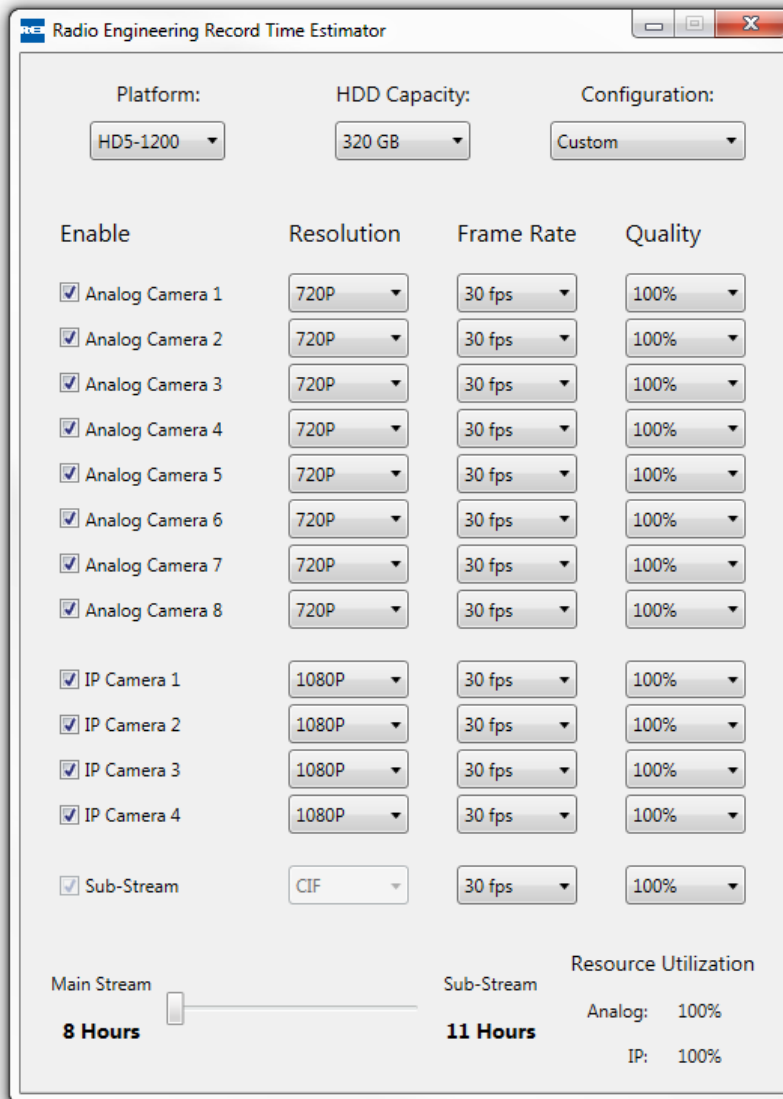 REI Radio Engineering Record Time Estimator
Platform: HDD Capacity: Configuration:
HD5-1200 320 GB Custom
Enable Resolution Frame Rate Quality
Analog Camera 1 720P 30 fps 100%
Analog Camera 2 720P 30 fps 100%
Analog Camera 3 720P 30 fps 100%
Analog Camera 4 720P 30 fps 100%
Analog Camera 5 720P 30 fps 100%
Analog Camera 6 720P 30 fps 100%
Analog Camera 7 720P 30 fps 100%
Analog Camera 8 720P 30 fps 100%
IP Camera 1 1080P 30 fps 100%
IP Camera 2 1080P 30 fps 100%
IP Camera 3 1080P 30 fps 100%
IP Camera 4 1080P 30 fps 100%
Sub-Stream CIF 30 fps 100%
Resource Utilization
Main Stream Sub-Stream
Analog: 100%
8 Hours 11 Hours
IP: 100%